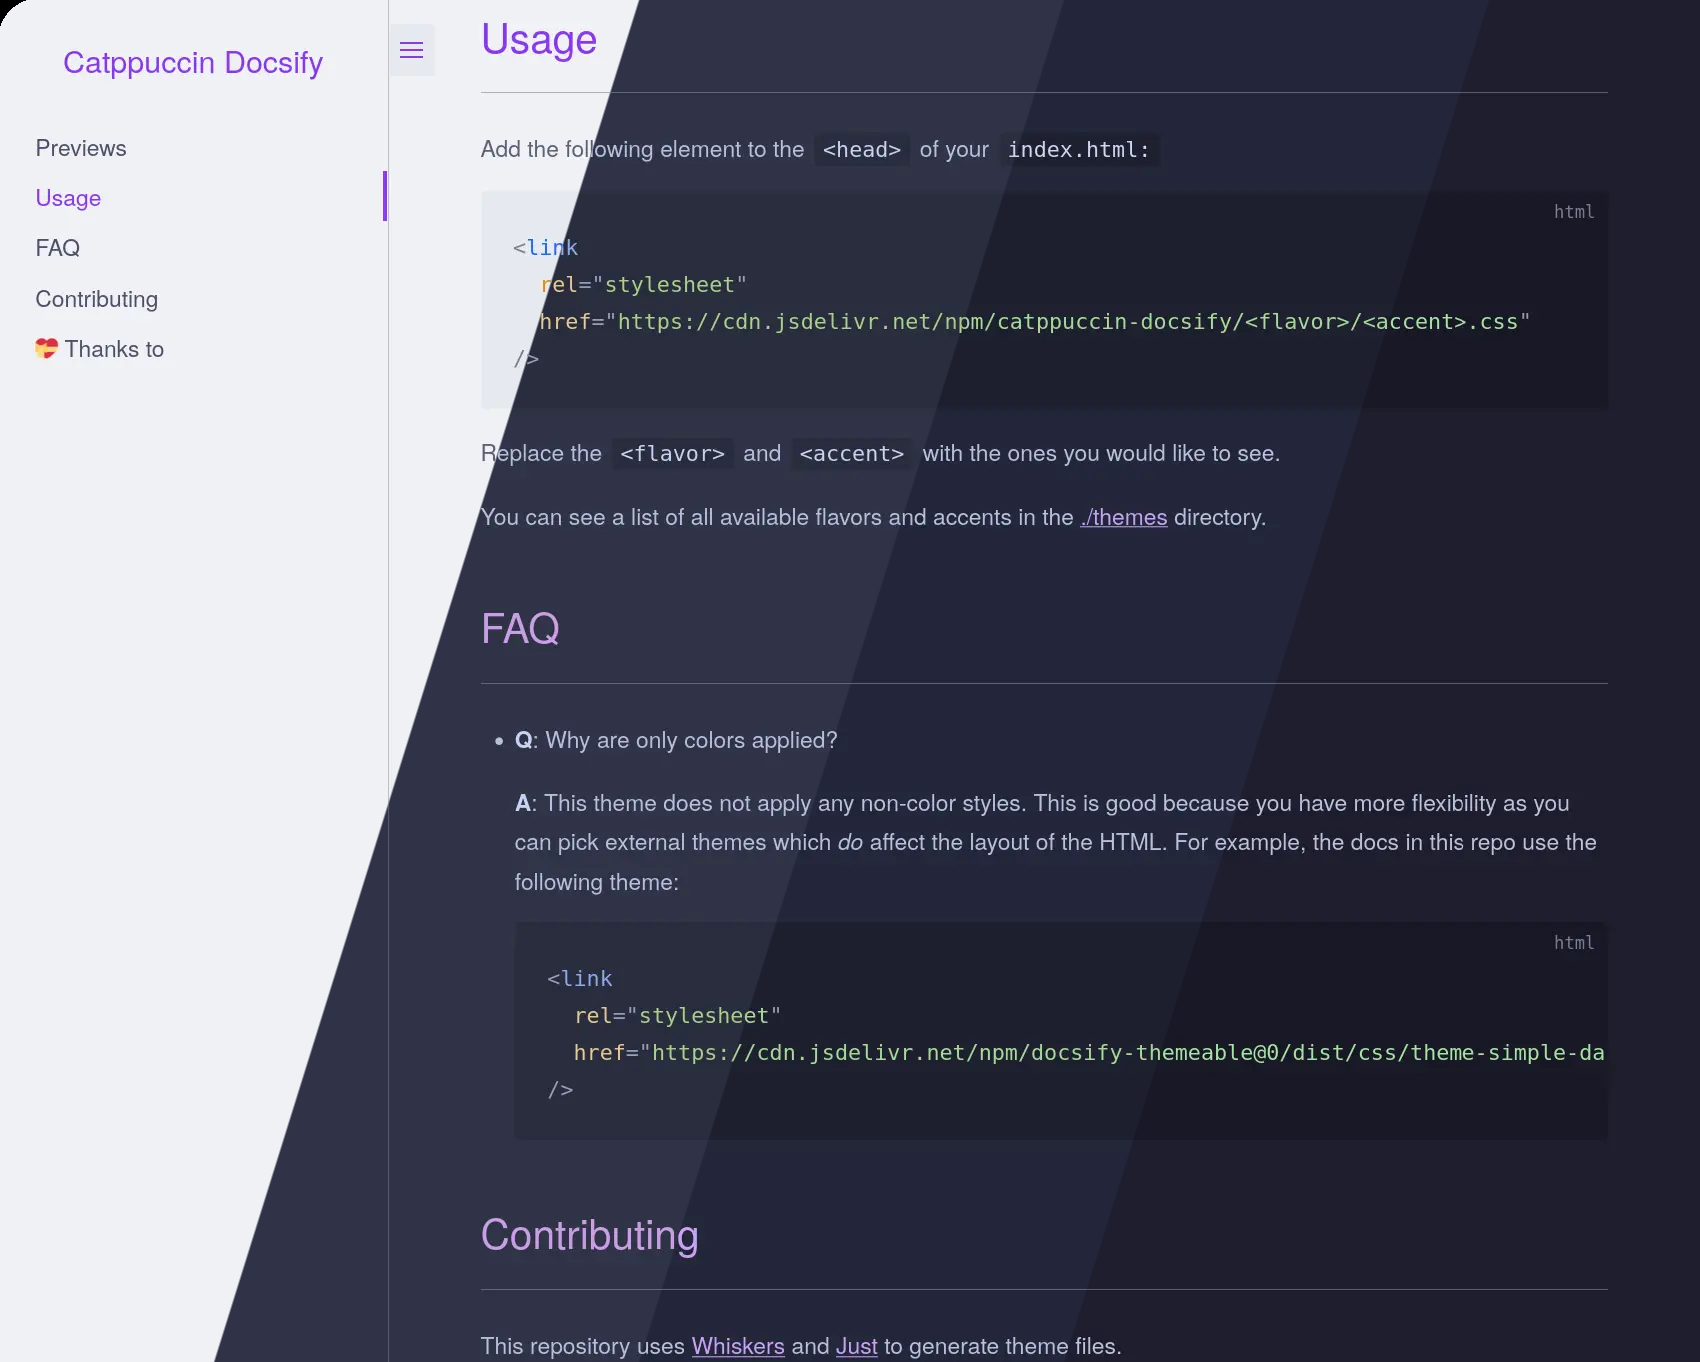 Catppuccin Docsify
Previews
Usage
FAQ
Contributing
💝 Thanks to
Usage
Add the following element to the <head> of your index.html:
html
<link
  rel="stylesheet"
  href="https://cdn.jsdelivr.net/npm/catppuccin-docsify/<flavor>/<accent>.css"
/>
Replace the <flavor> and <accent> with the ones you would like to see.
You can see a list of all available flavors and accents in the ./themes directory.
FAQ
• Q: Why are only colors applied?
A: This theme does not apply any non-color styles. This is good because you have more flexibility as you
can pick external themes which do affect the layout of the HTML. For example, the docs in this repo use the
following theme:
html
<link
  rel="stylesheet"
  href="https://cdn.jsdelivr.net/npm/docsify-themeable@0/dist/css/theme-simple-da
/>
Contributing
This repository uses Whiskers and Just to generate theme files.